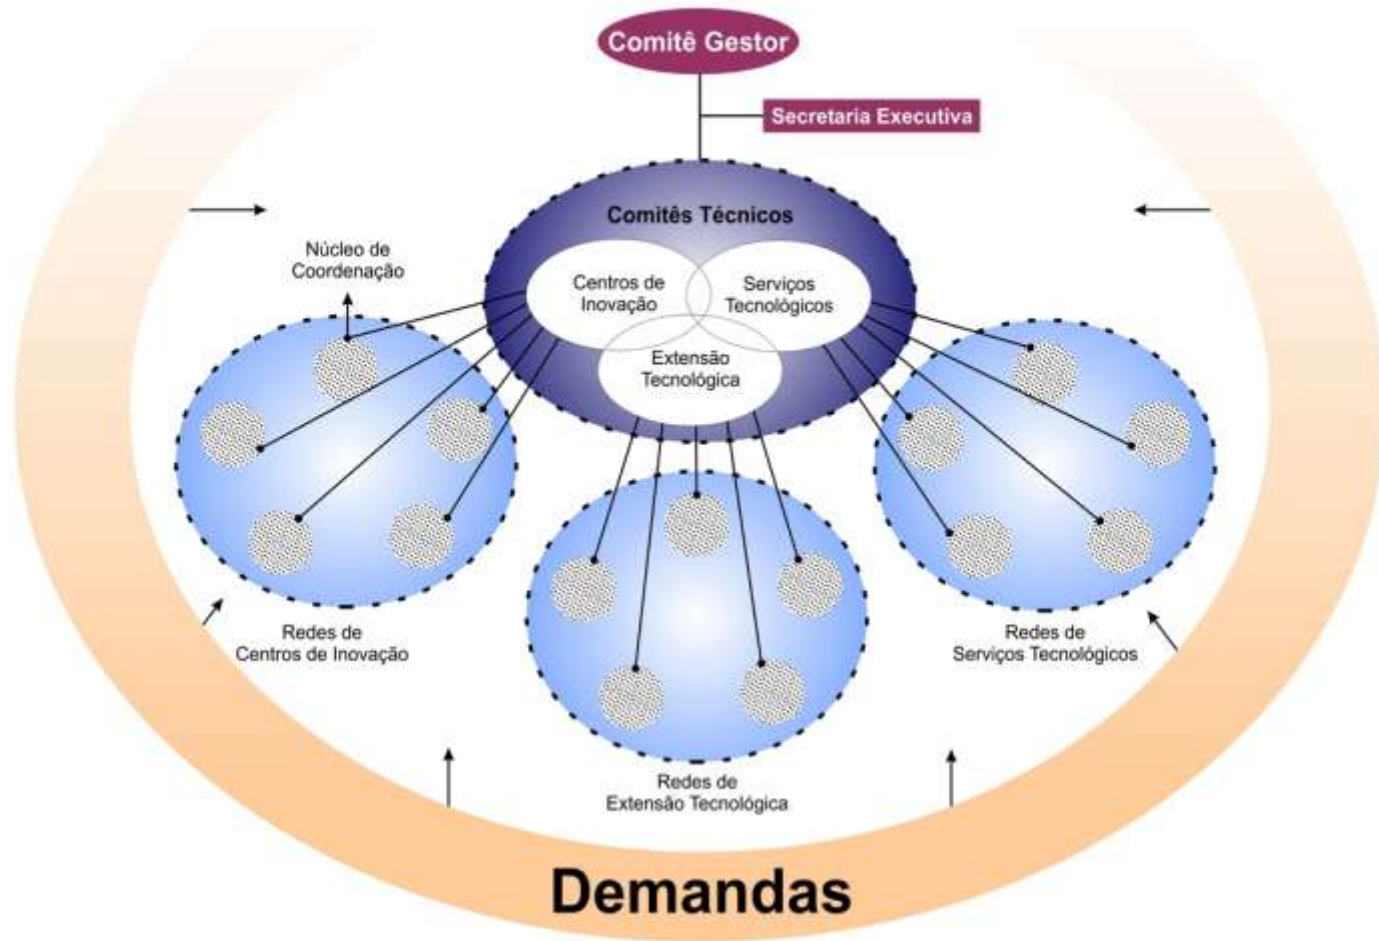 Comitê Gestor
Secretaria Executiva
Comitês Técnicos
Núcleo de
Coordenação
Centros de
Inovação
Serviços
Tecnológicos
Extensão
Tecnológica
Redes de
Centros de Inovação
Redes de
Serviços Tecnológicos
Redes de
Extensão Tecnológica
Demandas